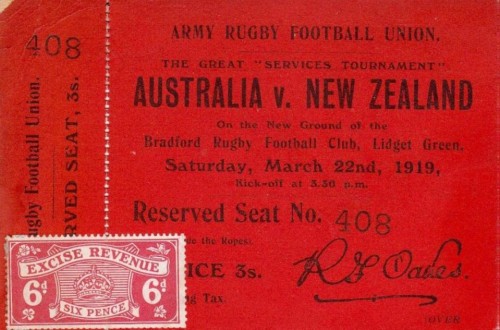 408
Rugby Football Union.
RVED SEAT, 3s.
ARMY RUGBY FOOTBALL UNION.
THE GREAT "SERVICES TOURNAMENT"
AUSTRALIA v. NEW ZEALAND
On the New Ground of the
Bradford Rugby Football Club, Lidget Green.
Saturday, March 22nd, 1919,
Kick-off at 3.30 p.m.
Reserved Seat No. 408
the Ropes)
ICE 3s.
ng Tax.
EXCISE REVENUE
6d 6d
SIX PENCE
OVER